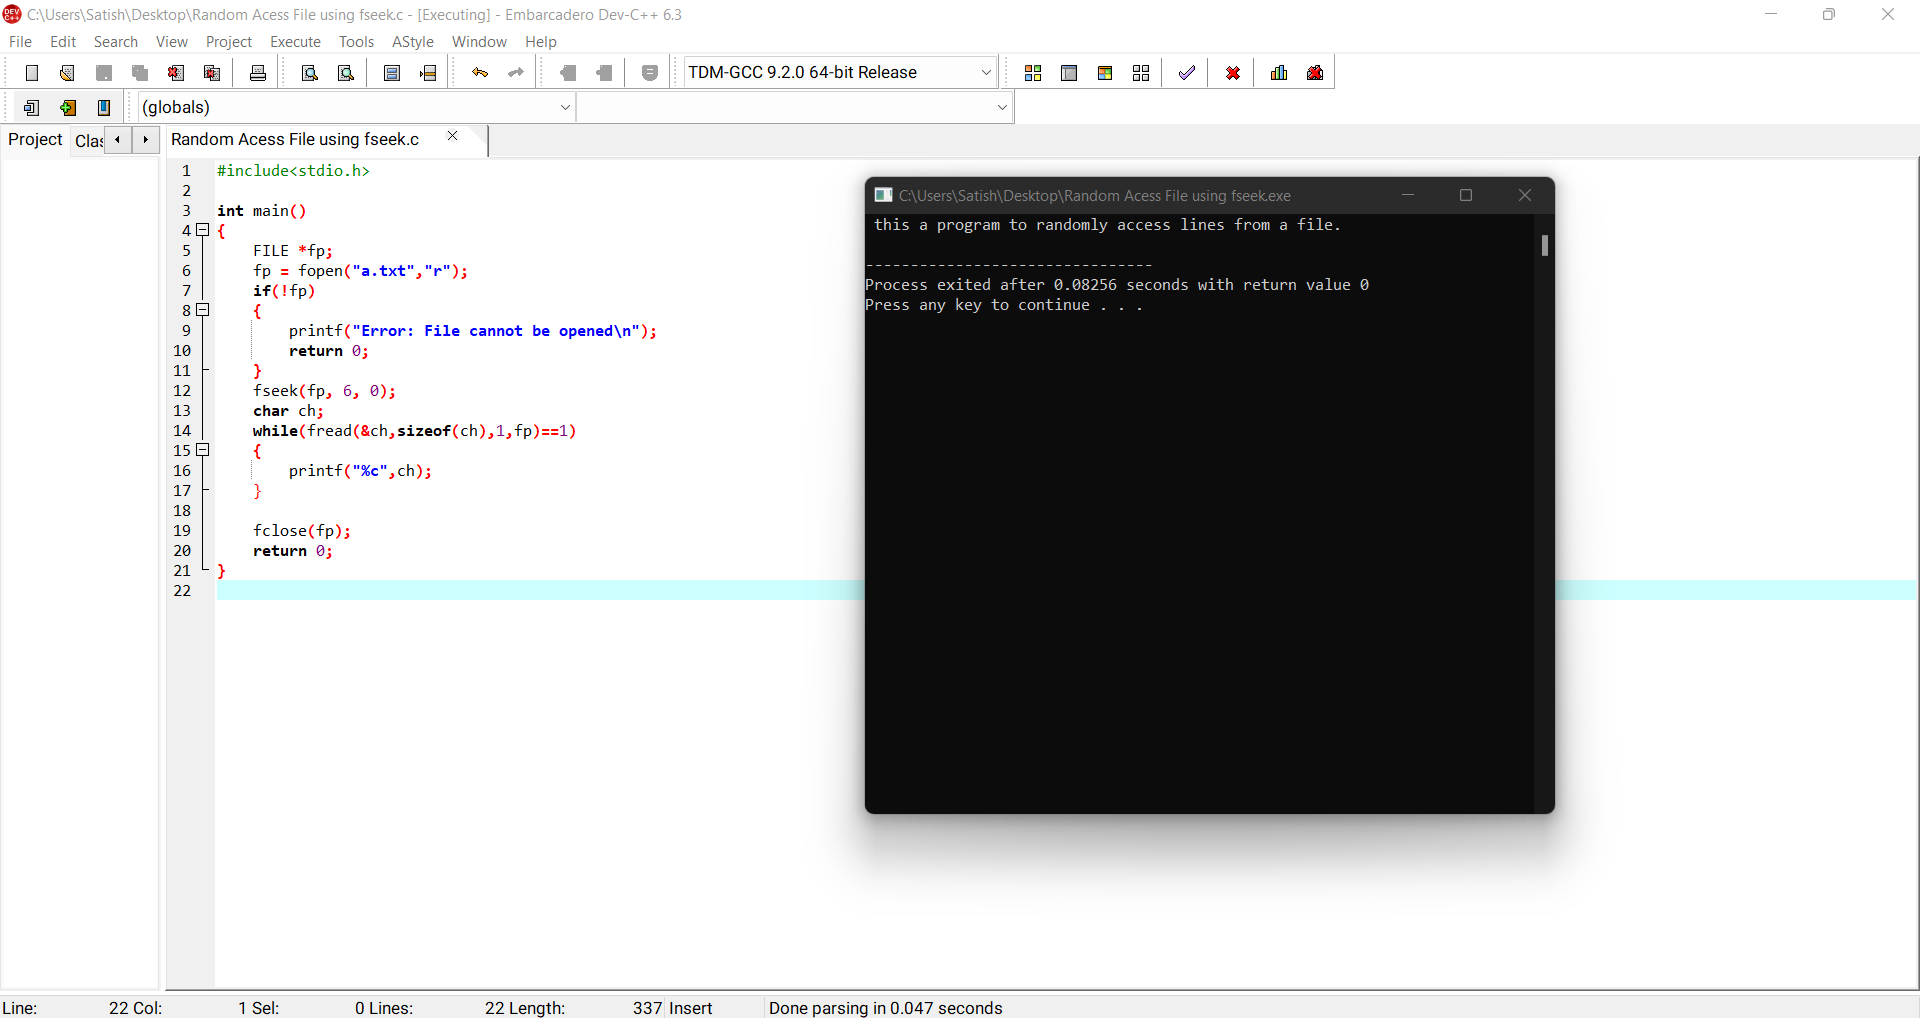 C:\Users\Satish\Desktop\Random Acess File using fseek.c - [Executing] - Embarcadero Dev-C++ 6.3
File Edit Search View Project Execute Tools AStyle Window Help
TDM-GCC 9.2.0 64-bit Release
(globals)
Project Clas
Random Acess File using fseek.c
1 #include<stdio.h>
2
3 int main()
4 {
5 FILE *fp;
6 fp = fopen("a.txt","r");
7 if(!fp)
8 {
9 printf("Error: File cannot be opened\n");
10 return 0;
11 }
12 fseek(fp, 6, 0);
13 char ch;
14 while(fread(&ch,sizeof(ch),1,fp)==1)
15 {
16 printf("%c",ch);
17 }
18
19 fclose(fp);
20 return 0;
21 }
22
C:\Users\Satish\Desktop\Random Acess File using fseek.exe
this a program to randomly access lines from a file.
--------------------------------
Process exited after 0.08256 seconds with return value 0
Press any key to continue . . .
Line: 22 Col: 1 Sel: 0 Lines: 22 Length: 337 Insert Done parsing in 0.047 seconds